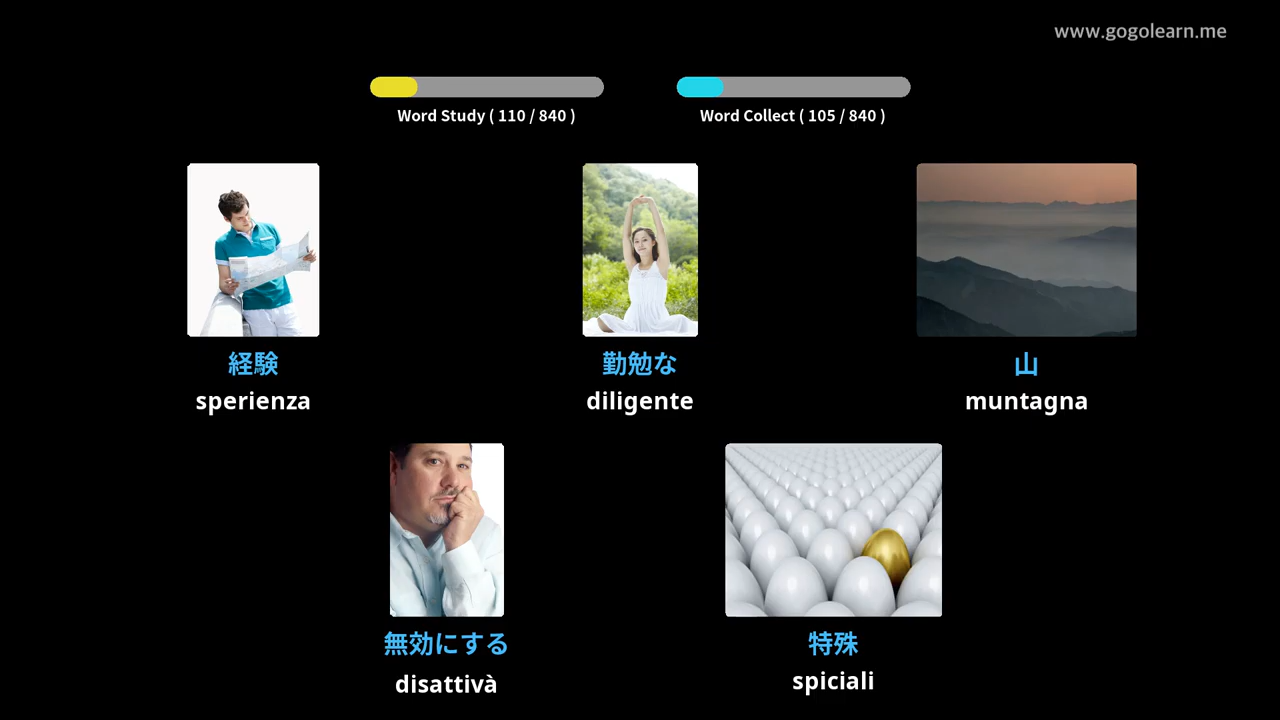 www.gogolearn.me
Word Study ( 110 / 840 )
Word Collect ( 105 / 840 )
経験
sperienza
勤勉な
diligente
山
muntagna
無効にする
disattivà
特殊
spiciali